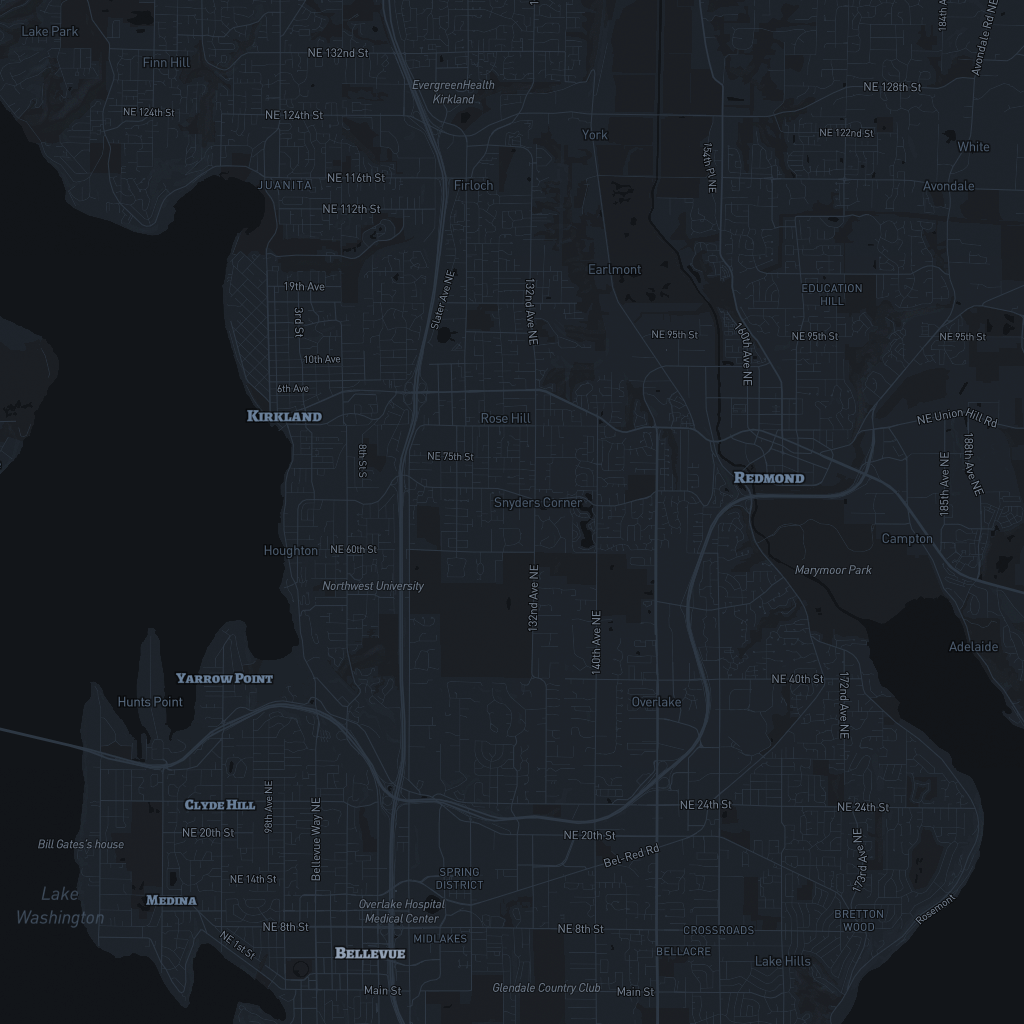 184th A
Avondale Rd NE
Lake Park
NE 132nd St
Finn Hill
EvergreenHealth
Kirkland
NE 128th St
NE 124th St
NE 124th St
York
NE 122nd St
White
154th Pl NE
NE 116th St
JUANITA
Firloch
Avondale
NE 112th St
Earlmont
19th Ave
EDUCATION
HILL
Slater Ave NE
132nd Ave NE
3rd St
NE 95th St
NE 95th St
NE 95th St
160th Ave NE
10th Ave
6th Ave
KIRKLAND
Rose Hill
NE Union Hill Rd
8th St S
NE 75th St
188th Ave NE
185th Ave NE
REDMOND
Snyders Corner
Campton
Houghton
NE 60th St
Marymoor Park
Northwest University
132nd Ave NE
140th Ave NE
Adelaide
YARROW POINT
NE 40th St
172nd Ave NE
Hunts Point
Overlake
CLYDE HILL
98th Ave NE
Bellevue Way NE
NE 24th St
NE 24th St
NE 20th St
NE 20th St
Bill Gates's house
Bel-Red Rd
173rd Ave NE
NE 14th St
SPRING
DISTRICT
Lake
Washington
MEDINA
Overlake Hospital
Medical Center
BRETTON
WOOD
Rosemont
NE 8th St
NE 8th St
CROSSROADS
MIDLAKES
NE 1st St
BELLEVUE
BELLACRE
Lake Hills
Main St
Glendale Country Club
Main St